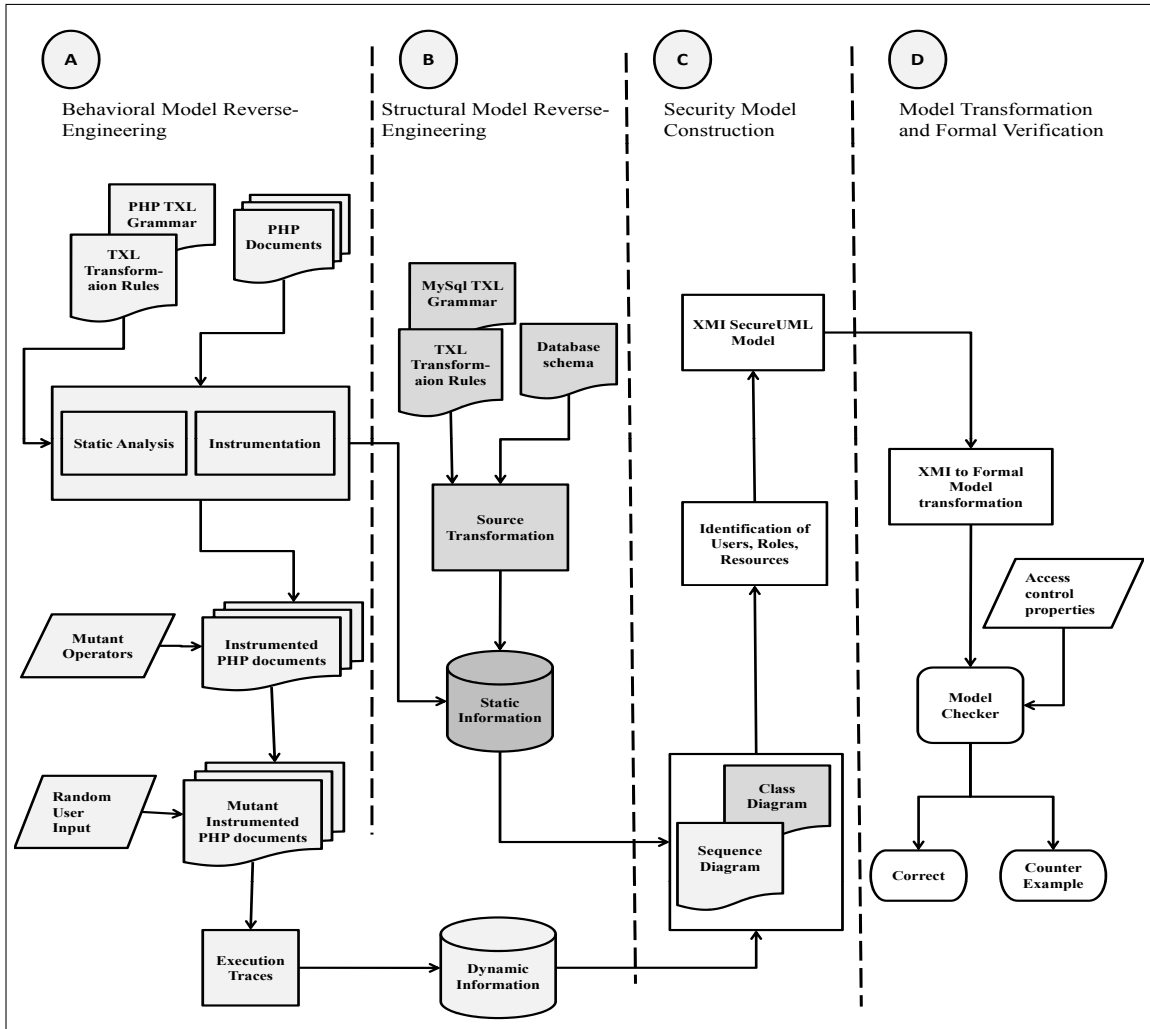 A
Behavioral Model Reverse-
Engineering
B
Structural Model Reverse-
Engineering
C
Security Model
Construction
D
Model Transformation
and Formal Verification
PHP TXL
Grammar
TXL
Transform-
aion Rules
PHP
Documents
Static Analysis
Instrumentation
Mutant
Operators
Instrumented
PHP documents
Random
User
Input
Mutant
Instrumented
PHP documents
Execution
Traces
MySql TXL
Grammar
TXL
Transform-
aion Rules
Database
schema
Source
Transformation
Static
Information
Dynamic
Information
XMI SecureUML
Model
Identification of
Users, Roles,
Resources
Class
Diagram
Sequence
Diagram
XMI to Formal
Model
transformation
Access
control
properties
Model
Checker
Correct
Counter
Example